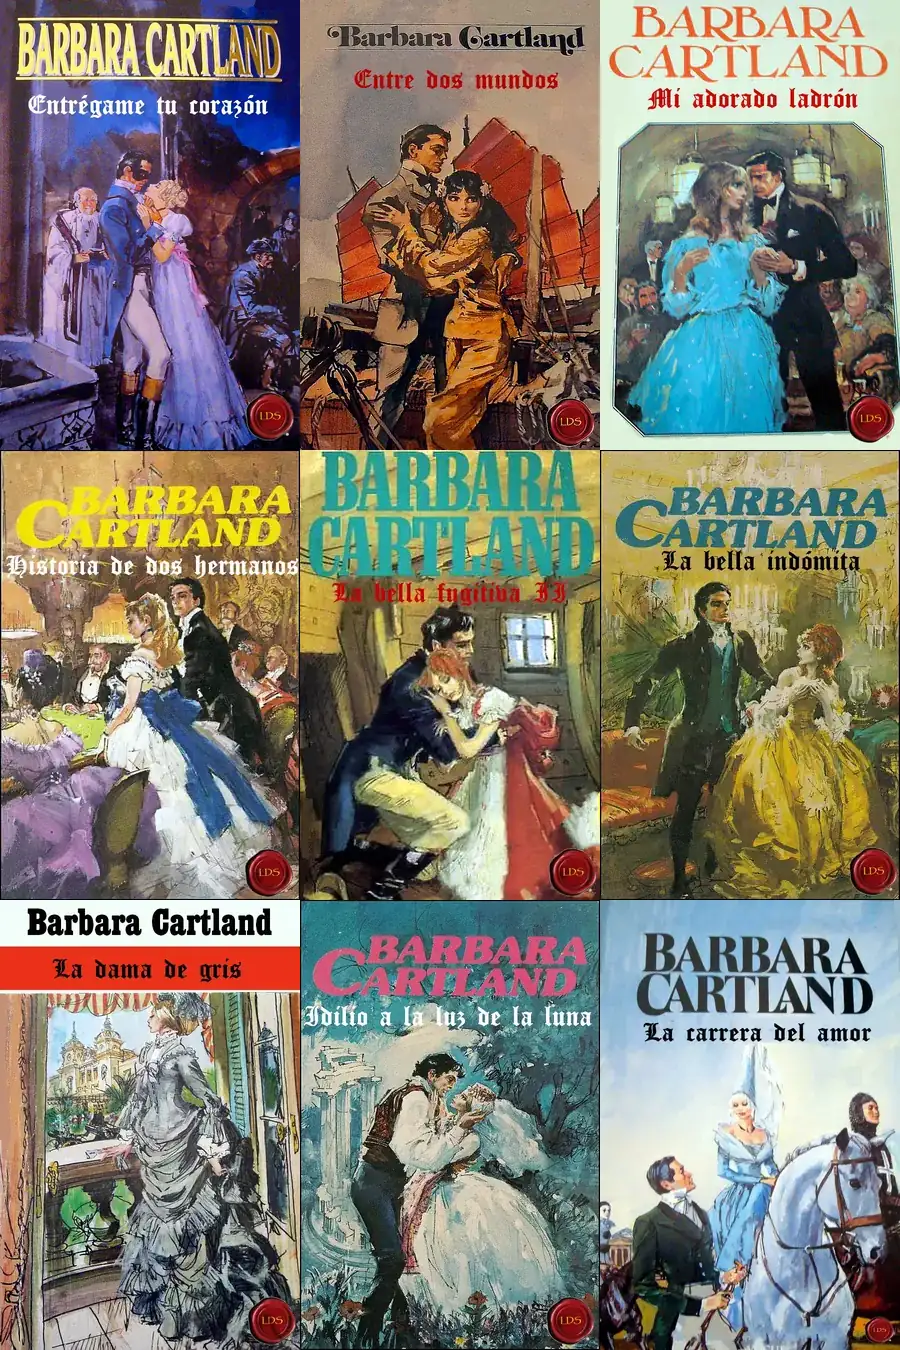 BARBARA CARTLAND
Entrégame tu corazón
LDS
Barbara Cartland
Entre dos mundos
LDS
BARBARA
CARTLAND
Mi adorado ladrón
LDS
BARBARA
CARTLAND
Historia de dos hermanos
LDS
BARBARA
CARTLAND
La bella fugitiva II
LDS
BARBARA
CARTLAND
La bella indómita
LDS
Barbara Cartland
La dama de gris
LDS
BARBARA
CARTLAND
Idilio a la luz de la luna
LDS
BARBARA
CARTLAND
La carrera del amor
LDS